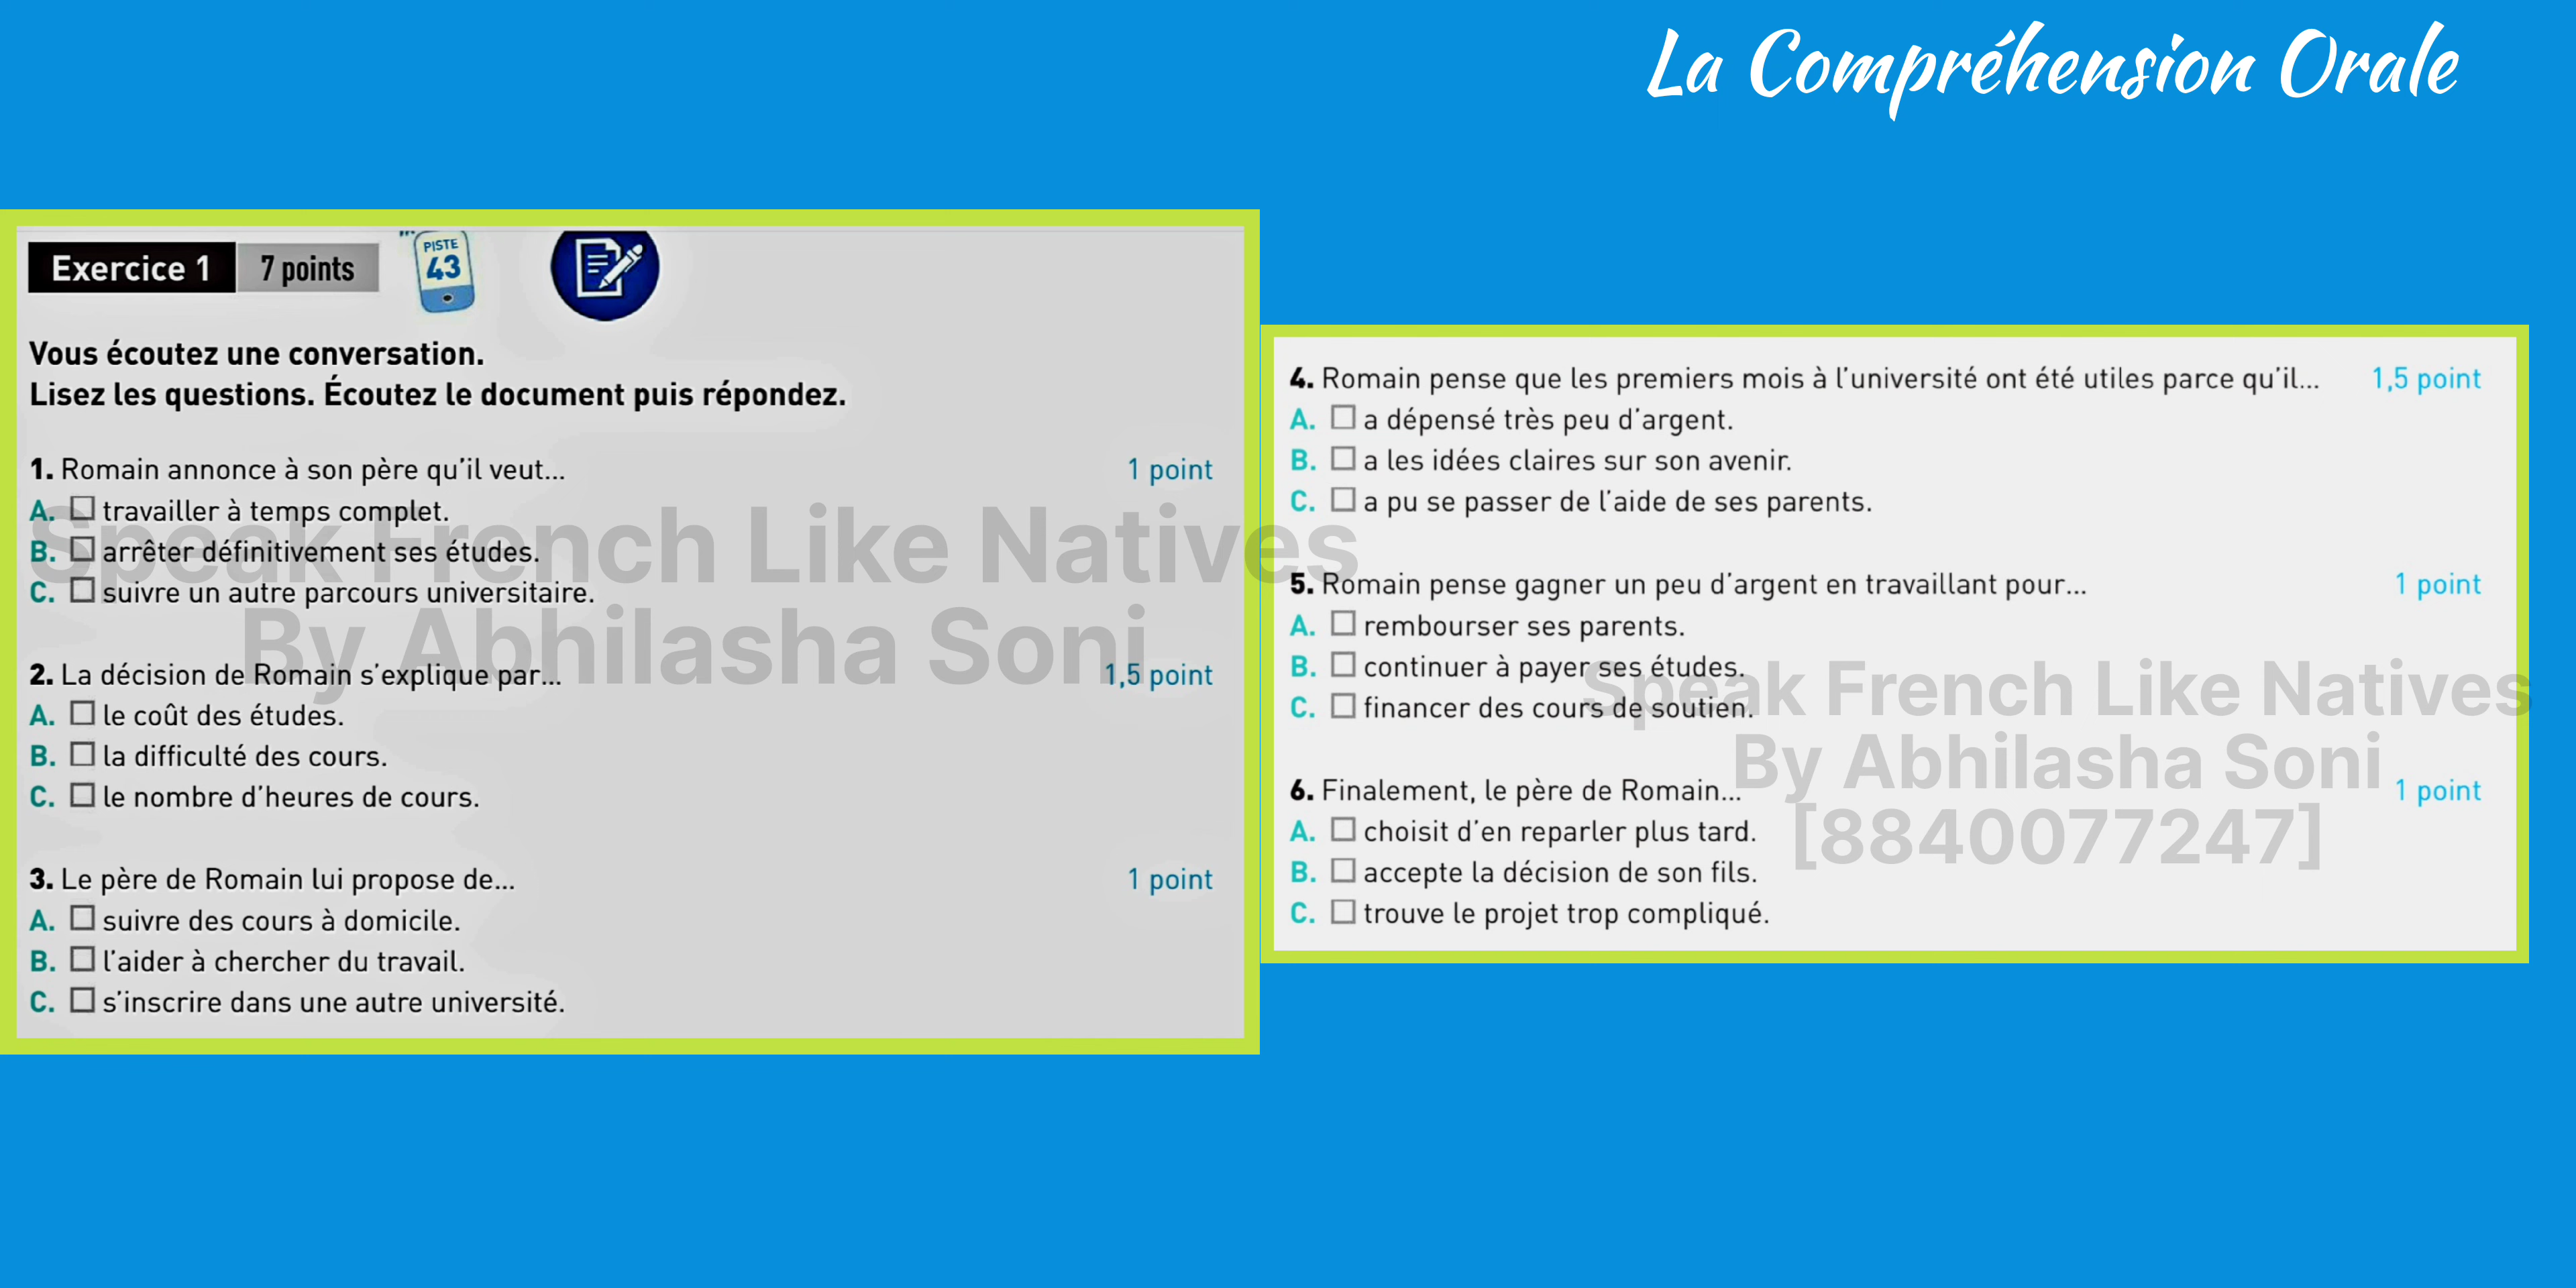 La Compréhension Orale
Exercice 1
7 points
PISTE
43
Vous écoutez une conversation.
Lisez les questions. Écoutez le document puis répondez.
1. Romain annonce à son père qu'il veut... 1 point
A. travailler à temps complet.
B. arrêter définitivement ses études.
C. suivre un autre parcours universitaire.
2. La décision de Romain s'explique par... 1,5 point
A. le coût des études.
B. la difficulté des cours.
C. le nombre d'heures de cours.
3. Le père de Romain lui propose de... 1 point
A. suivre des cours à domicile.
B. l'aider à chercher du travail.
C. s'inscrire dans une autre université.
Speak French Like Natives
By Abhilasha Soni
4. Romain pense que les premiers mois à l'université ont été utiles parce qu'il... 1,5 point
A. a dépensé très peu d'argent.
B. a les idées claires sur son avenir.
C. a pu se passer de l'aide de ses parents.
5. Romain pense gagner un peu d'argent en travaillant pour... 1 point
A. rembourser ses parents.
B. continuer à payer ses études.
C. financer des cours de soutien.
6. Finalement, le père de Romain... 1 point
A. choisit d'en reparler plus tard.
B. accepte la décision de son fils.
C. trouve le projet trop compliqué.
Speak French Like Natives
By Abhilasha Soni
[8840077247]